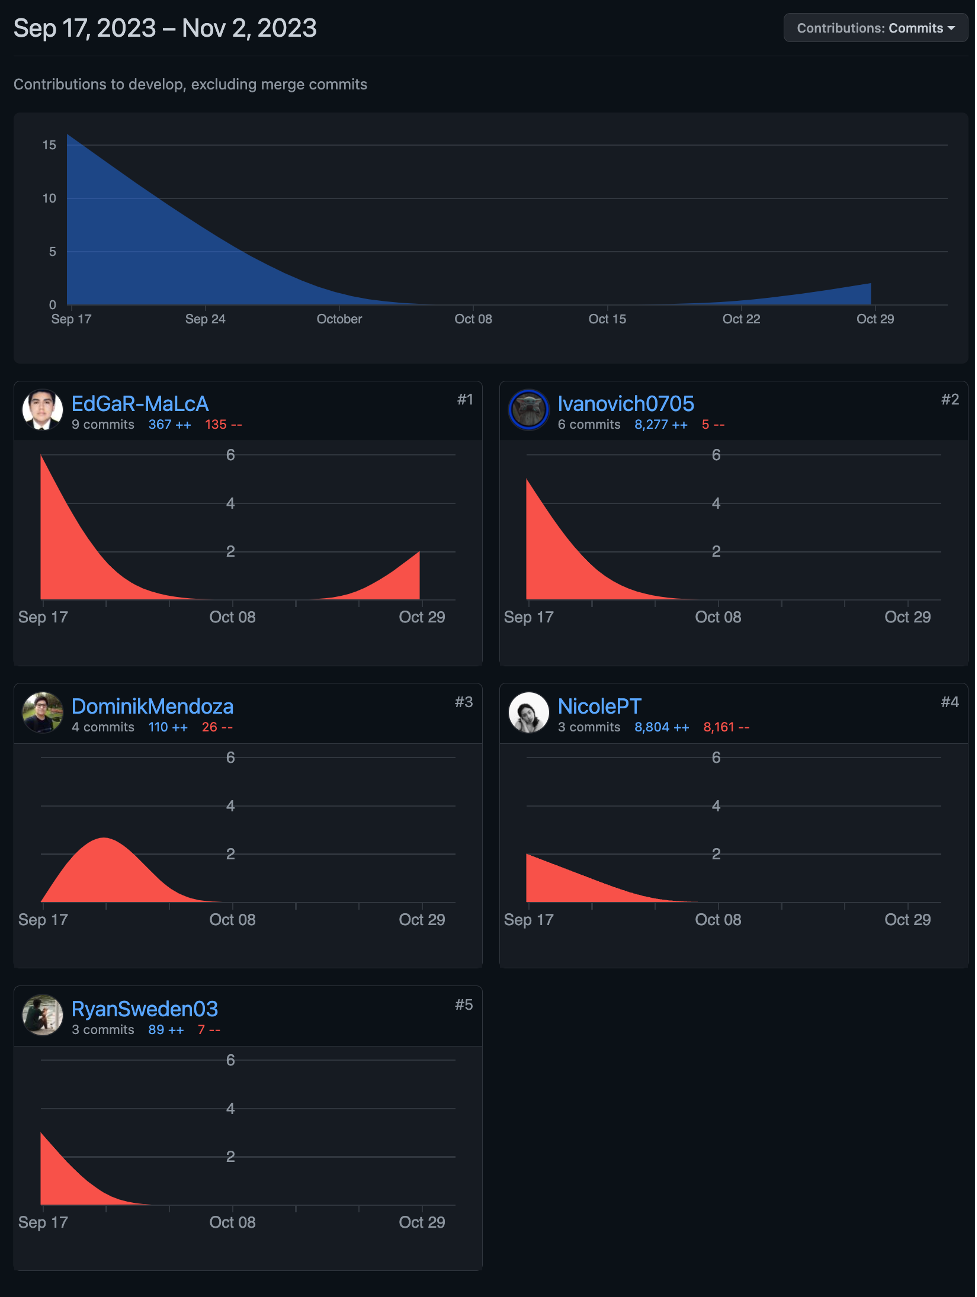 Sep 17, 2023 – Nov 2, 2023
Contributions: Commits
Contributions to develop, excluding merge commits
15
10
5
0
Sep 17 Sep 24 October Oct 08 Oct 15 Oct 22 Oct 29
EdGaR-MaLcA #1
9 commits 367 ++ 135 --
6
4
2
Sep 17 Oct 08 Oct 29
Ivanovich0705 #2
6 commits 8,277 ++ 5 --
6
4
2
Sep 17 Oct 08 Oct 29
DominikMendoza #3
4 commits 110 ++ 26 --
6
4
2
Sep 17 Oct 08 Oct 29
NicolePT #4
3 commits 8,804 ++ 8,161 --
6
4
2
Sep 17 Oct 08 Oct 29
RyanSweden03 #5
3 commits 89 ++ 7 --
6
4
2
Sep 17 Oct 08 Oct 29